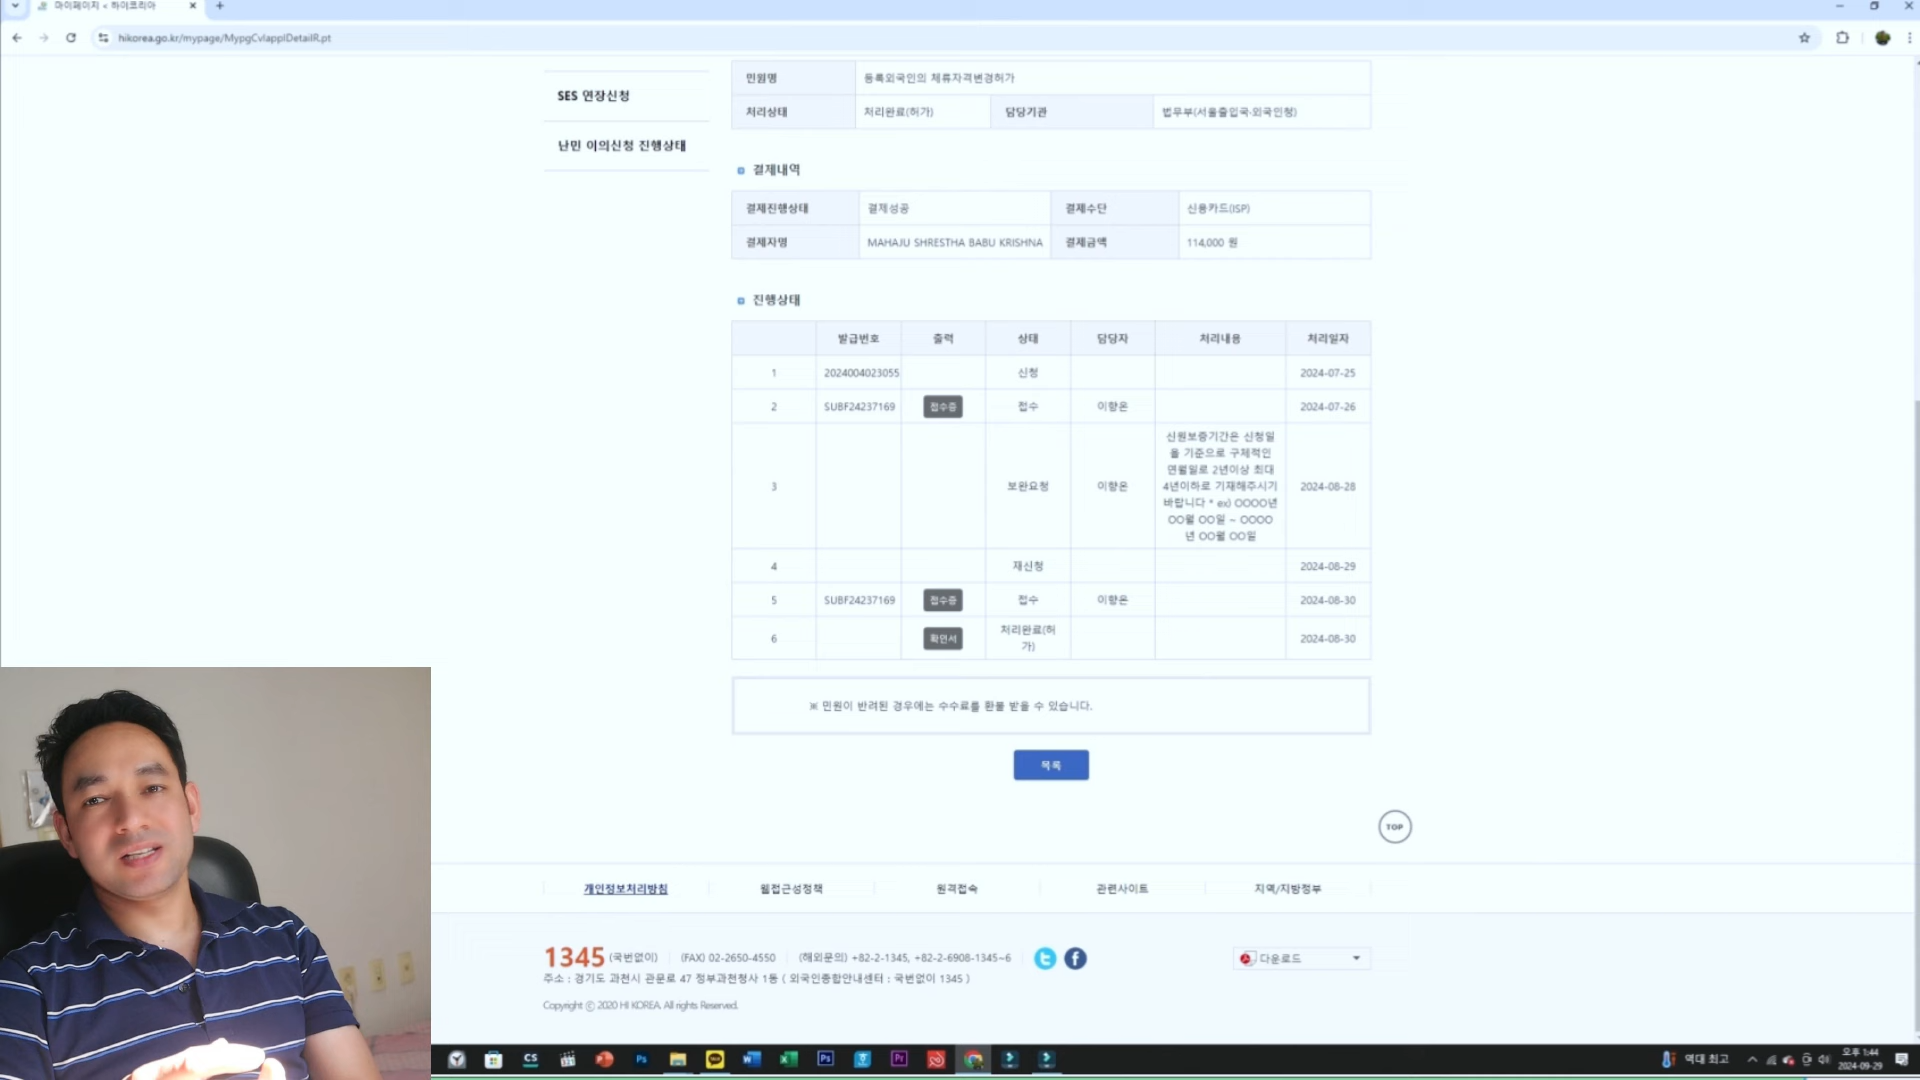 마이페이지 < 하이코리아
hikorea.go.kr/mypage/MypgCvlapplDetailR.pt
SES 연장신청
난민 이의신청 진행상태
민원명 등록외국인의 체류자격변경허가
처리상태 처리완료(허가) 담당기관 법무부(서울출입국·외국인청)
결제내역
결제진행상태 결제성공 결제수단 신용카드(ISP)
결제자명 MAHAJU SHRESTHA BABU KRISHNA 결제금액 114,000 원
진행상태
발급번호 출력 상태 담당자 처리내용 처리일자
1 2024004023055 신청 2024-07-25
2 SUBF24237169 접수증 접수 이향은 2024-07-26
3 보완요청 이향은 2024-08-28
신원보증기간은 신청일
을 기준으로 구체적인
연월일로 2년이상 최대
4년이하로 기재해주시기
바랍니다 * ex) OOOO년
OO월 OO일 ~ OOOO
년 OO월 OO일
4 재신청 2024-08-29
5 SUBF24237169 접수증 접수 이향은 2024-08-30
6 확인서 처리완료(허
가) 2024-08-30
※ 민원이 반려된 경우에는 수수료를 환불 받을 수 있습니다.
목록
TOP
개인정보처리방침 웹접근성정책 원격접속 관련사이트 지역/지방정부
1345 (국번없이) (FAX) 02-2650-4550 (해외문의) +82-2-1345, +82-2-6908-1345~6
다운로드
주소 : 경기도 과천시 관문로 47 정부과천청사 1동 ( 외국인종합안내센터 : 국번없이 1345 )
Copyright ⓒ 2020 HI KOREA. All rights Reserved.
CS
Ps
Ps
Pr
역대 최고
오후 1:44
2024-09-29